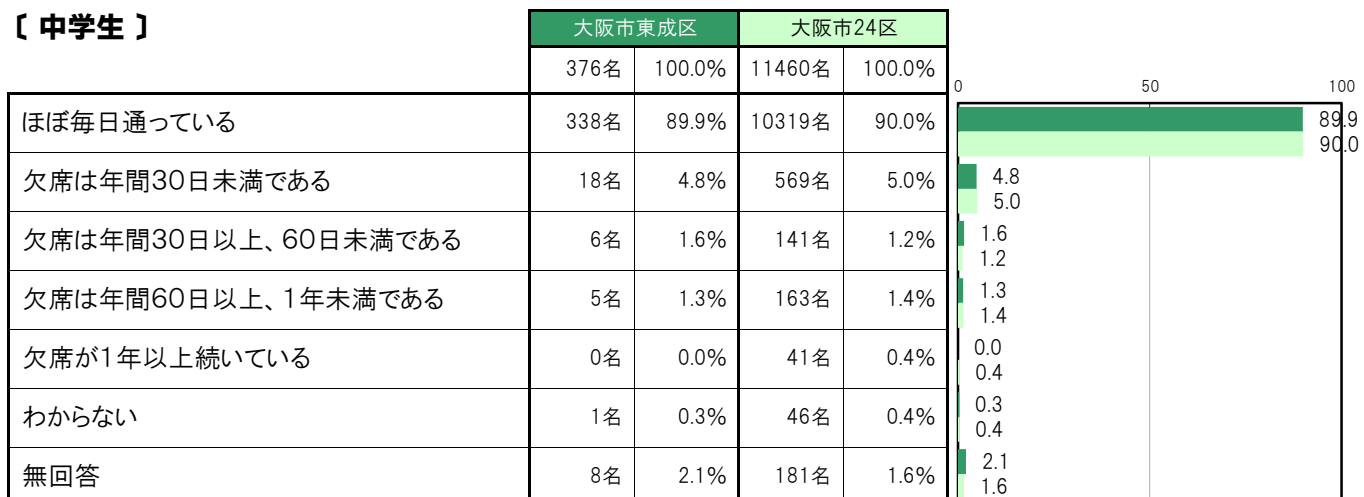 〔 中学生 〕
大阪市東成区 大阪市24区
376名 100.0% 11460名 100.0%
0 50 100
ほぼ毎日通っている 338名 89.9% 10319名 90.0% 89.9
90.0
欠席は年間30日未満である 18名 4.8% 569名 5.0% 4.8
5.0
欠席は年間30日以上、60日未満である 6名 1.6% 141名 1.2% 1.6
1.2
欠席は年間60日以上、1年未満である 5名 1.3% 163名 1.4% 1.3
1.4
欠席が1年以上続いている 0名 0.0% 41名 0.4% 0.0
0.4
わからない 1名 0.3% 46名 0.4% 0.3
0.4
無回答 8名 2.1% 181名 1.6% 2.1
1.6